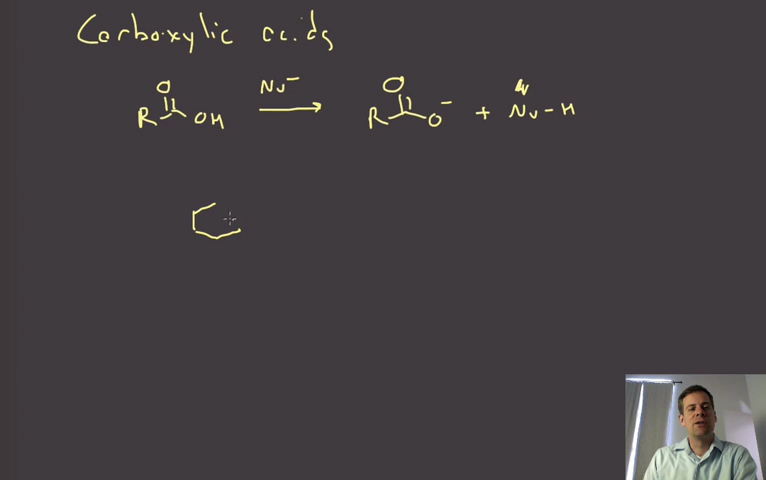 Carboxylic acids
O Nu⁻ O
R OH R O⁻ + Nu-H